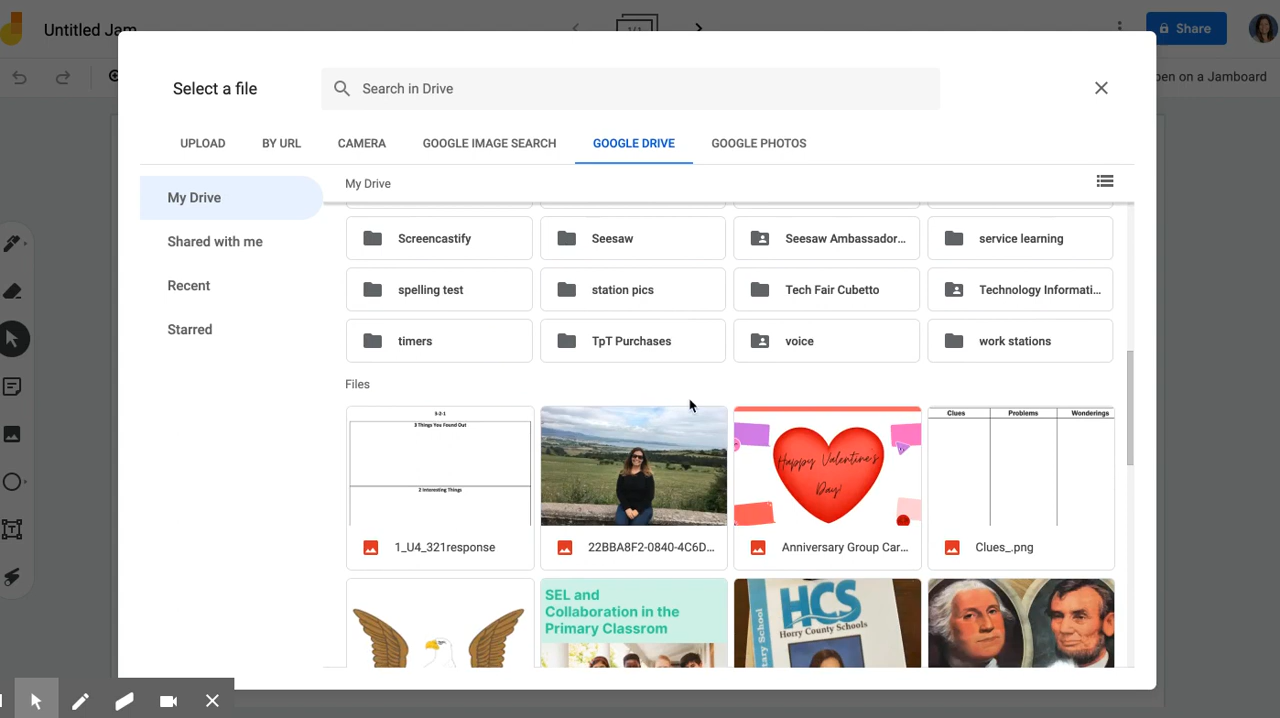 Untitled Jam
1/1
Share
pen on a Jamboard
Select a file
Search in Drive
UPLOAD
BY URL
CAMERA
GOOGLE IMAGE SEARCH
GOOGLE DRIVE
GOOGLE PHOTOS
My Drive
Shared with me
Recent
Starred
My Drive
Screencastify
Seesaw
Seesaw Ambassador...
service learning
spelling test
station pics
Tech Fair Cubetto
Technology Informati...
timers
TpT Purchases
voice
work stations
Files
3-2-1
3 Things You Found Out
2 Interesting Things
1_U4_321response
22BBA8F2-0840-4C6D...
Happy Valentine's
Day!
Anniversary Group Car...
Clues
Problems
Wonderings
Clues_.png
SEL and
Collaboration in the
Primary Classrom
HCS
Horry County Schools